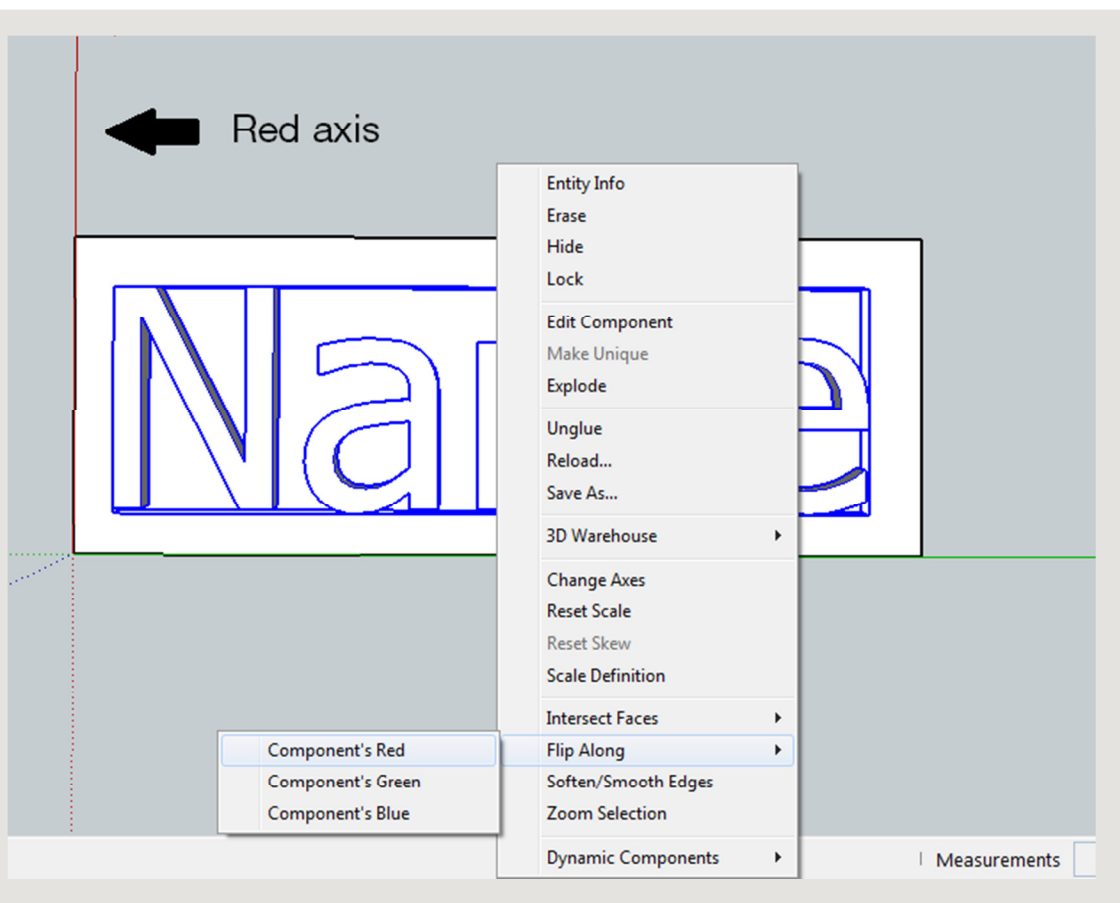 Red axis
Name
Entity Info
Erase
Hide
Lock
Edit Component
Make Unique
Explode
Unglue
Reload...
Save As...
3D Warehouse
Change Axes
Reset Scale
Reset Skew
Scale Definition
Intersect Faces
Flip Along
Soften/Smooth Edges
Zoom Selection
Dynamic Components
Component's Red
Component's Green
Component's Blue
Measurements